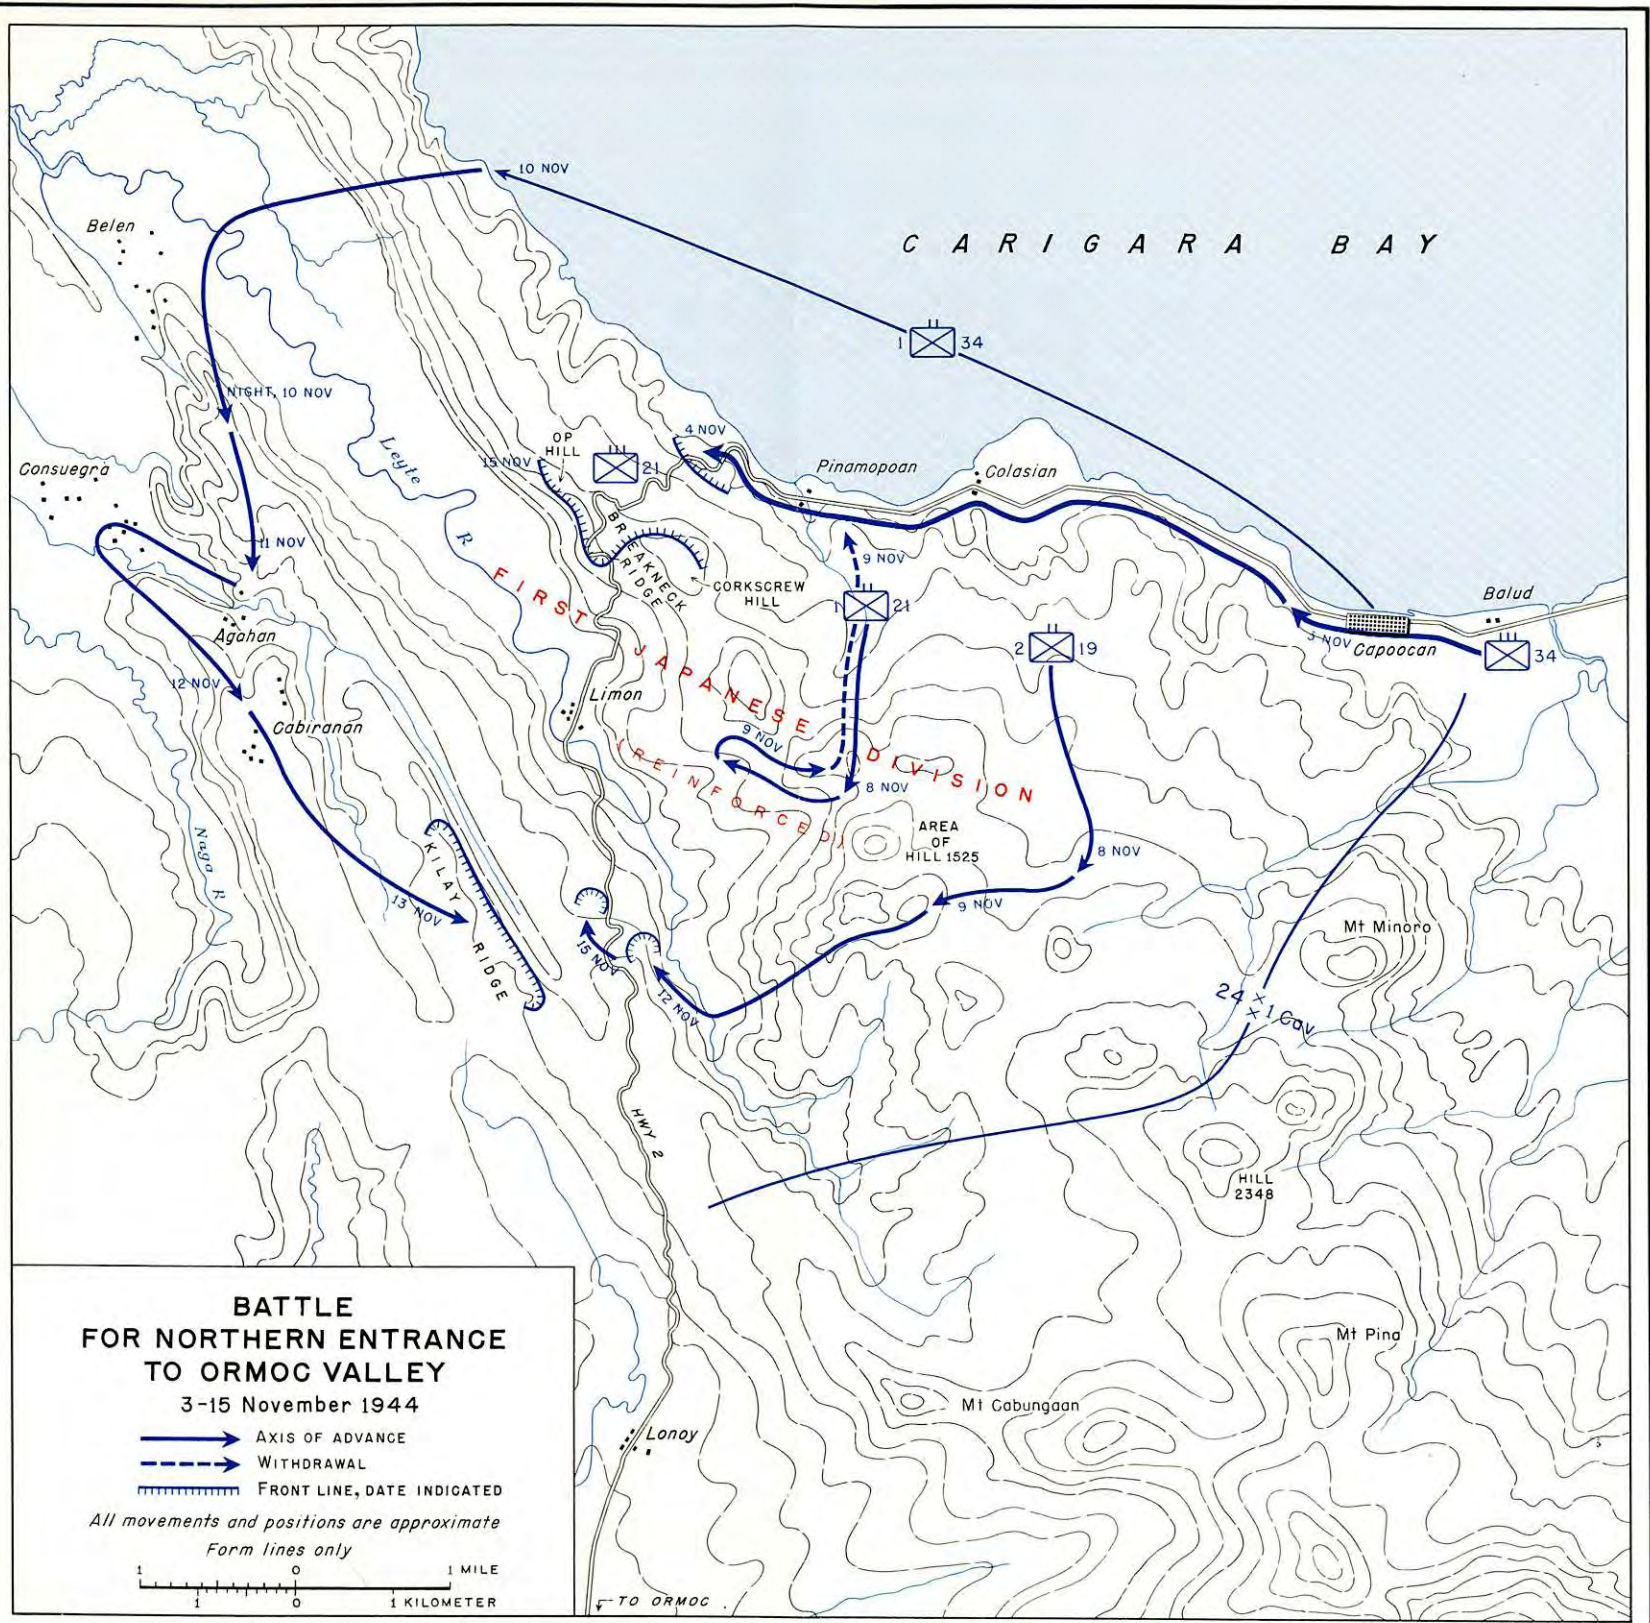 10 NOV
CARIGARA BAY
Belen
1 34
NIGHT, 10 NOV
Leyte R
OP
HILL
4 NOV
15 NOV
21
Pinamopoan
Colasian
Consuegra
11 NOV
BREAKNECK
RIDGE
9 NOV
CORKSCREW
HILL
1 21
Balud
FIRST JAPANESE DIVISION
(REINFORCED)
3 NOV
Capoocan
34
2 19
Agahan
12 NOV
Limon
Cabiranan
9 NOV
8 NOV
AREA
OF
HILL 1525
8 NOV
Naga R
KILAY RIDGE
13 NOV
9 NOV
Mt Minoro
15 NOV
12 NOV
24
1 Cav
HWY 2
HILL
2348
Mt Pina
Mt Cabungaan
Lonoy
TO ORMOC
BATTLE
FOR NORTHERN ENTRANCE
TO ORMOC VALLEY
3-15 November 1944
AXIS OF ADVANCE
WITHDRAWAL
FRONT LINE, DATE INDICATED
All movements and positions are approximate
Form lines only
1 0 1 MILE
1 0 1 KILOMETER